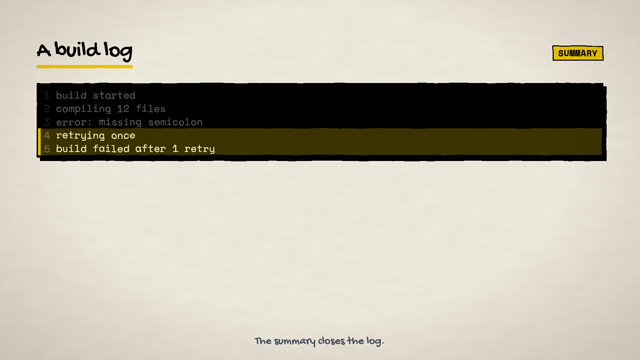 A build log
SUMMARY
1 build started
2 compiling 12 files
3 error: missing semicolon
4 retrying once
5 build failed after 1 retry
The summary closes the log.